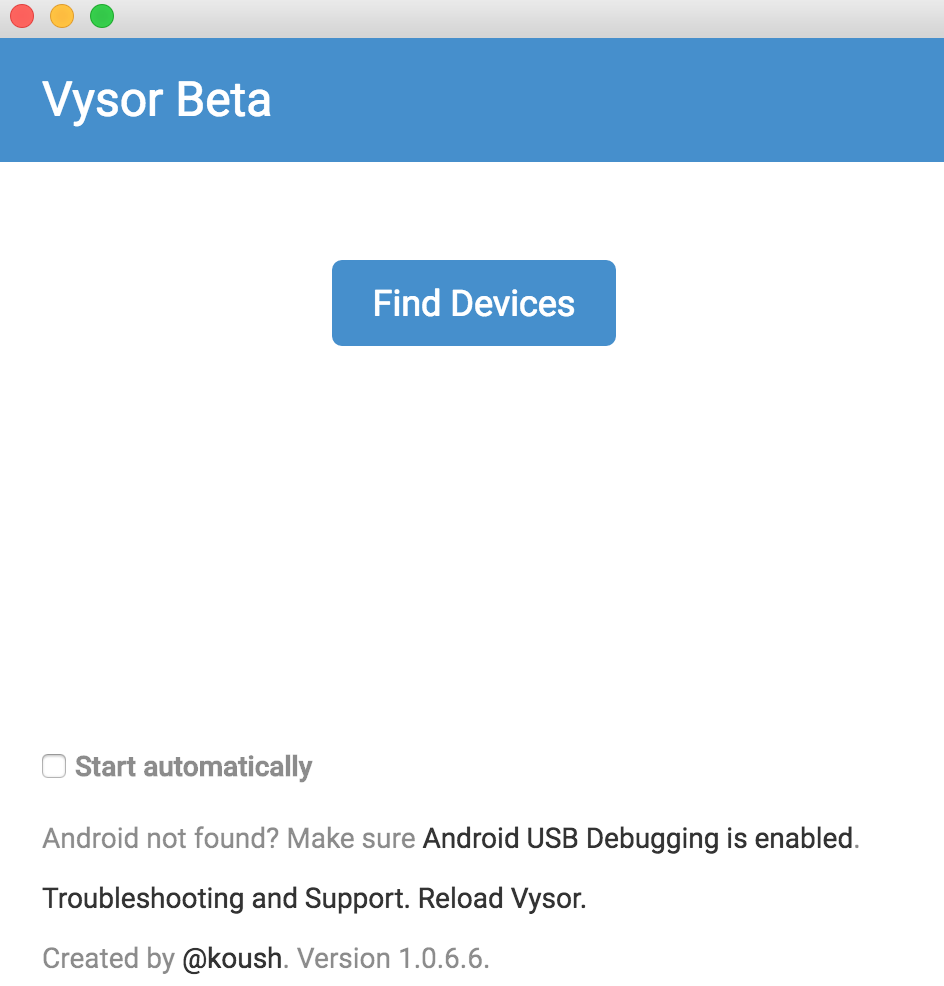 Vysor Beta
Find Devices
Start automatically
Android not found? Make sure Android USB Debugging is enabled.
Troubleshooting and Support. Reload Vysor.
Created by @koush. Version 1.0.6.6.